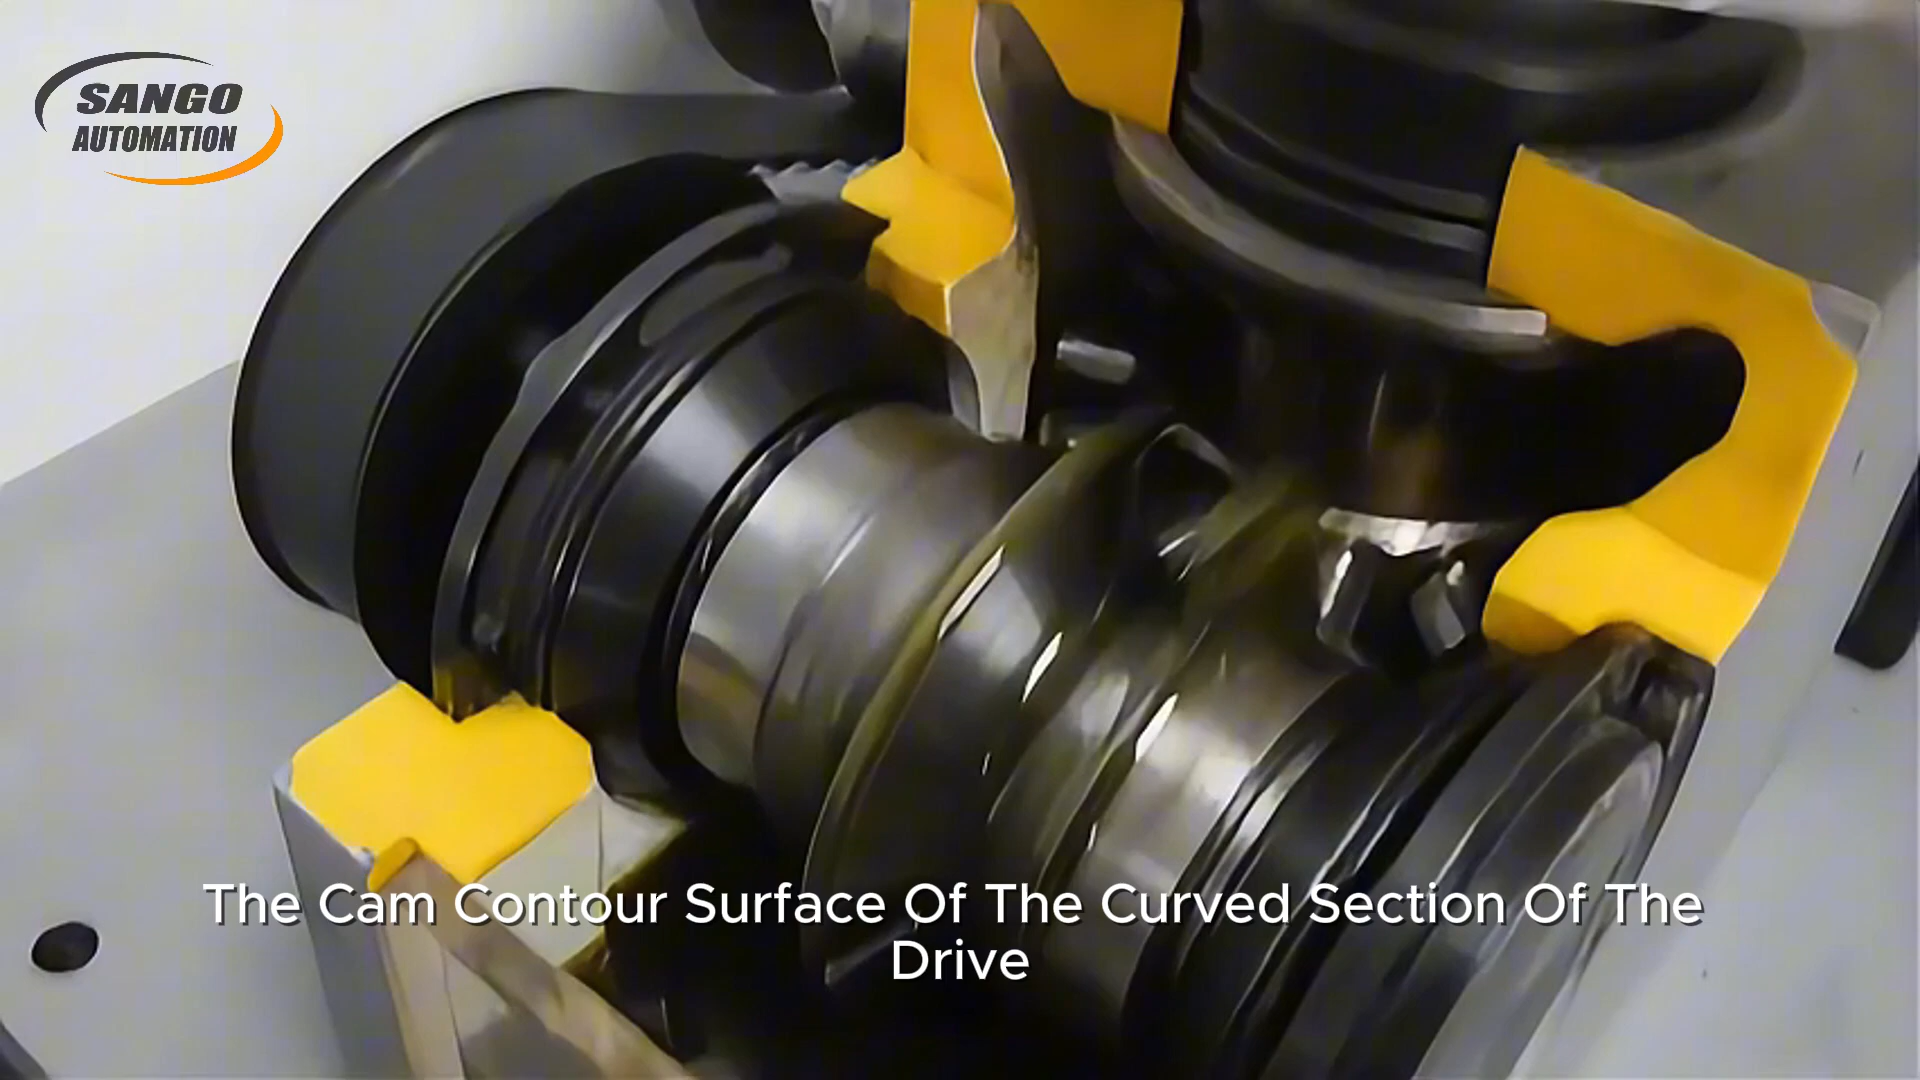 SANGO
AUTOMATION
The Cam Contour Surface Of The Curved Section Of The
Drive